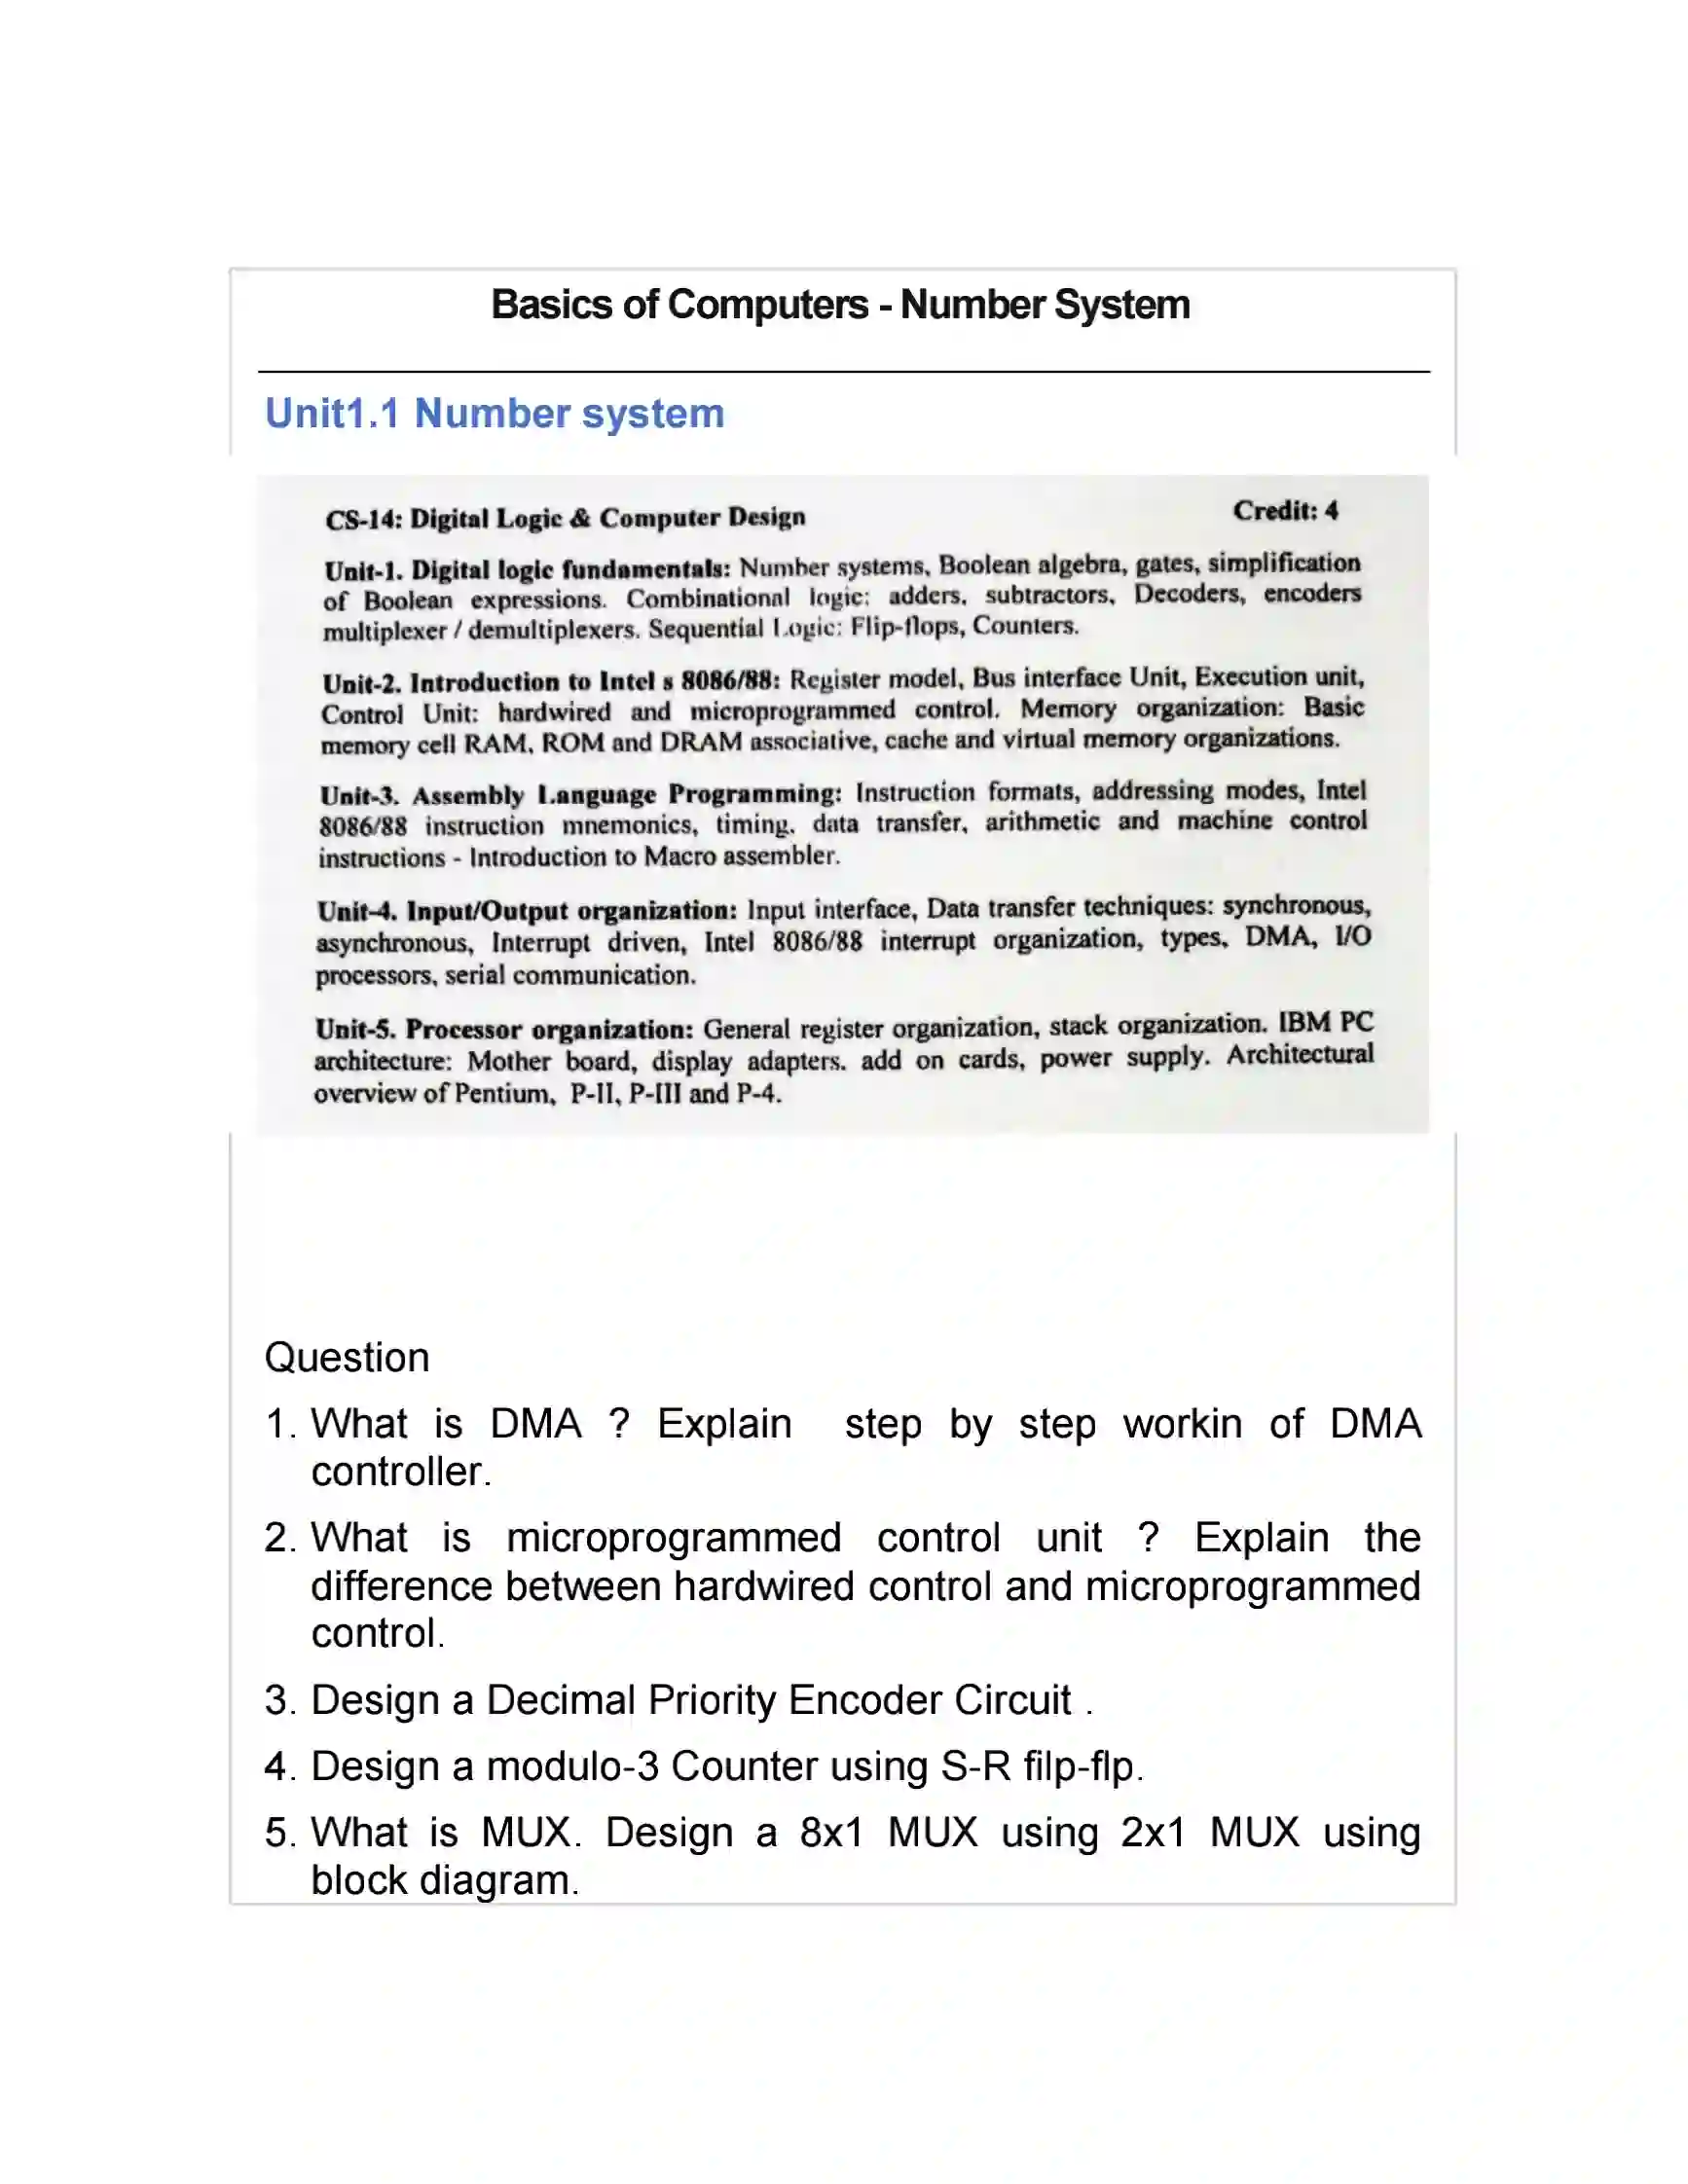 Basics of Computers - Number System
Unit1.1 Number system
CS-14: Digital Logic & Computer Design Credit: 4
Unit-1. Digital logic fundamentals: Number systems, Boolean algebra, gates, simplification
of Boolean expressions. Combinational logic: adders, subtractors, Decoders, encoders
multiplexer / demultiplexers. Sequential Logic: Flip-flops, Counters.
Unit-2. Introduction to Intel s 8086/88: Register model, Bus interface Unit, Execution unit,
Control Unit: hardwired and microprogrammed control. Memory organization: Basic
memory cell RAM, ROM and DRAM associative, cache and virtual memory organizations.
Unit-3. Assembly Language Programming: Instruction formats, addressing modes, Intel
8086/88 instruction mnemonics, timing, data transfer, arithmetic and machine control
instructions - Introduction to Macro assembler.
Unit-4. Input/Output organization: Input interface, Data transfer techniques: synchronous,
asynchronous, Interrupt driven, Intel 8086/88 interrupt organization, types, DMA, I/O
processors, serial communication.
Unit-5. Processor organization: General register organization, stack organization. IBM PC
architecture: Mother board, display adapters. add on cards, power supply. Architectural
overview of Pentium, P-II, P-III and P-4.
Question
1. What is DMA ? Explain step by step workin of DMA
controller.
2. What is microprogrammed control unit ? Explain the
difference between hardwired control and microprogrammed
control.
3. Design a Decimal Priority Encoder Circuit .
4. Design a modulo-3 Counter using S-R filp-flp.
5. What is MUX. Design a 8x1 MUX using 2x1 MUX using
block diagram.